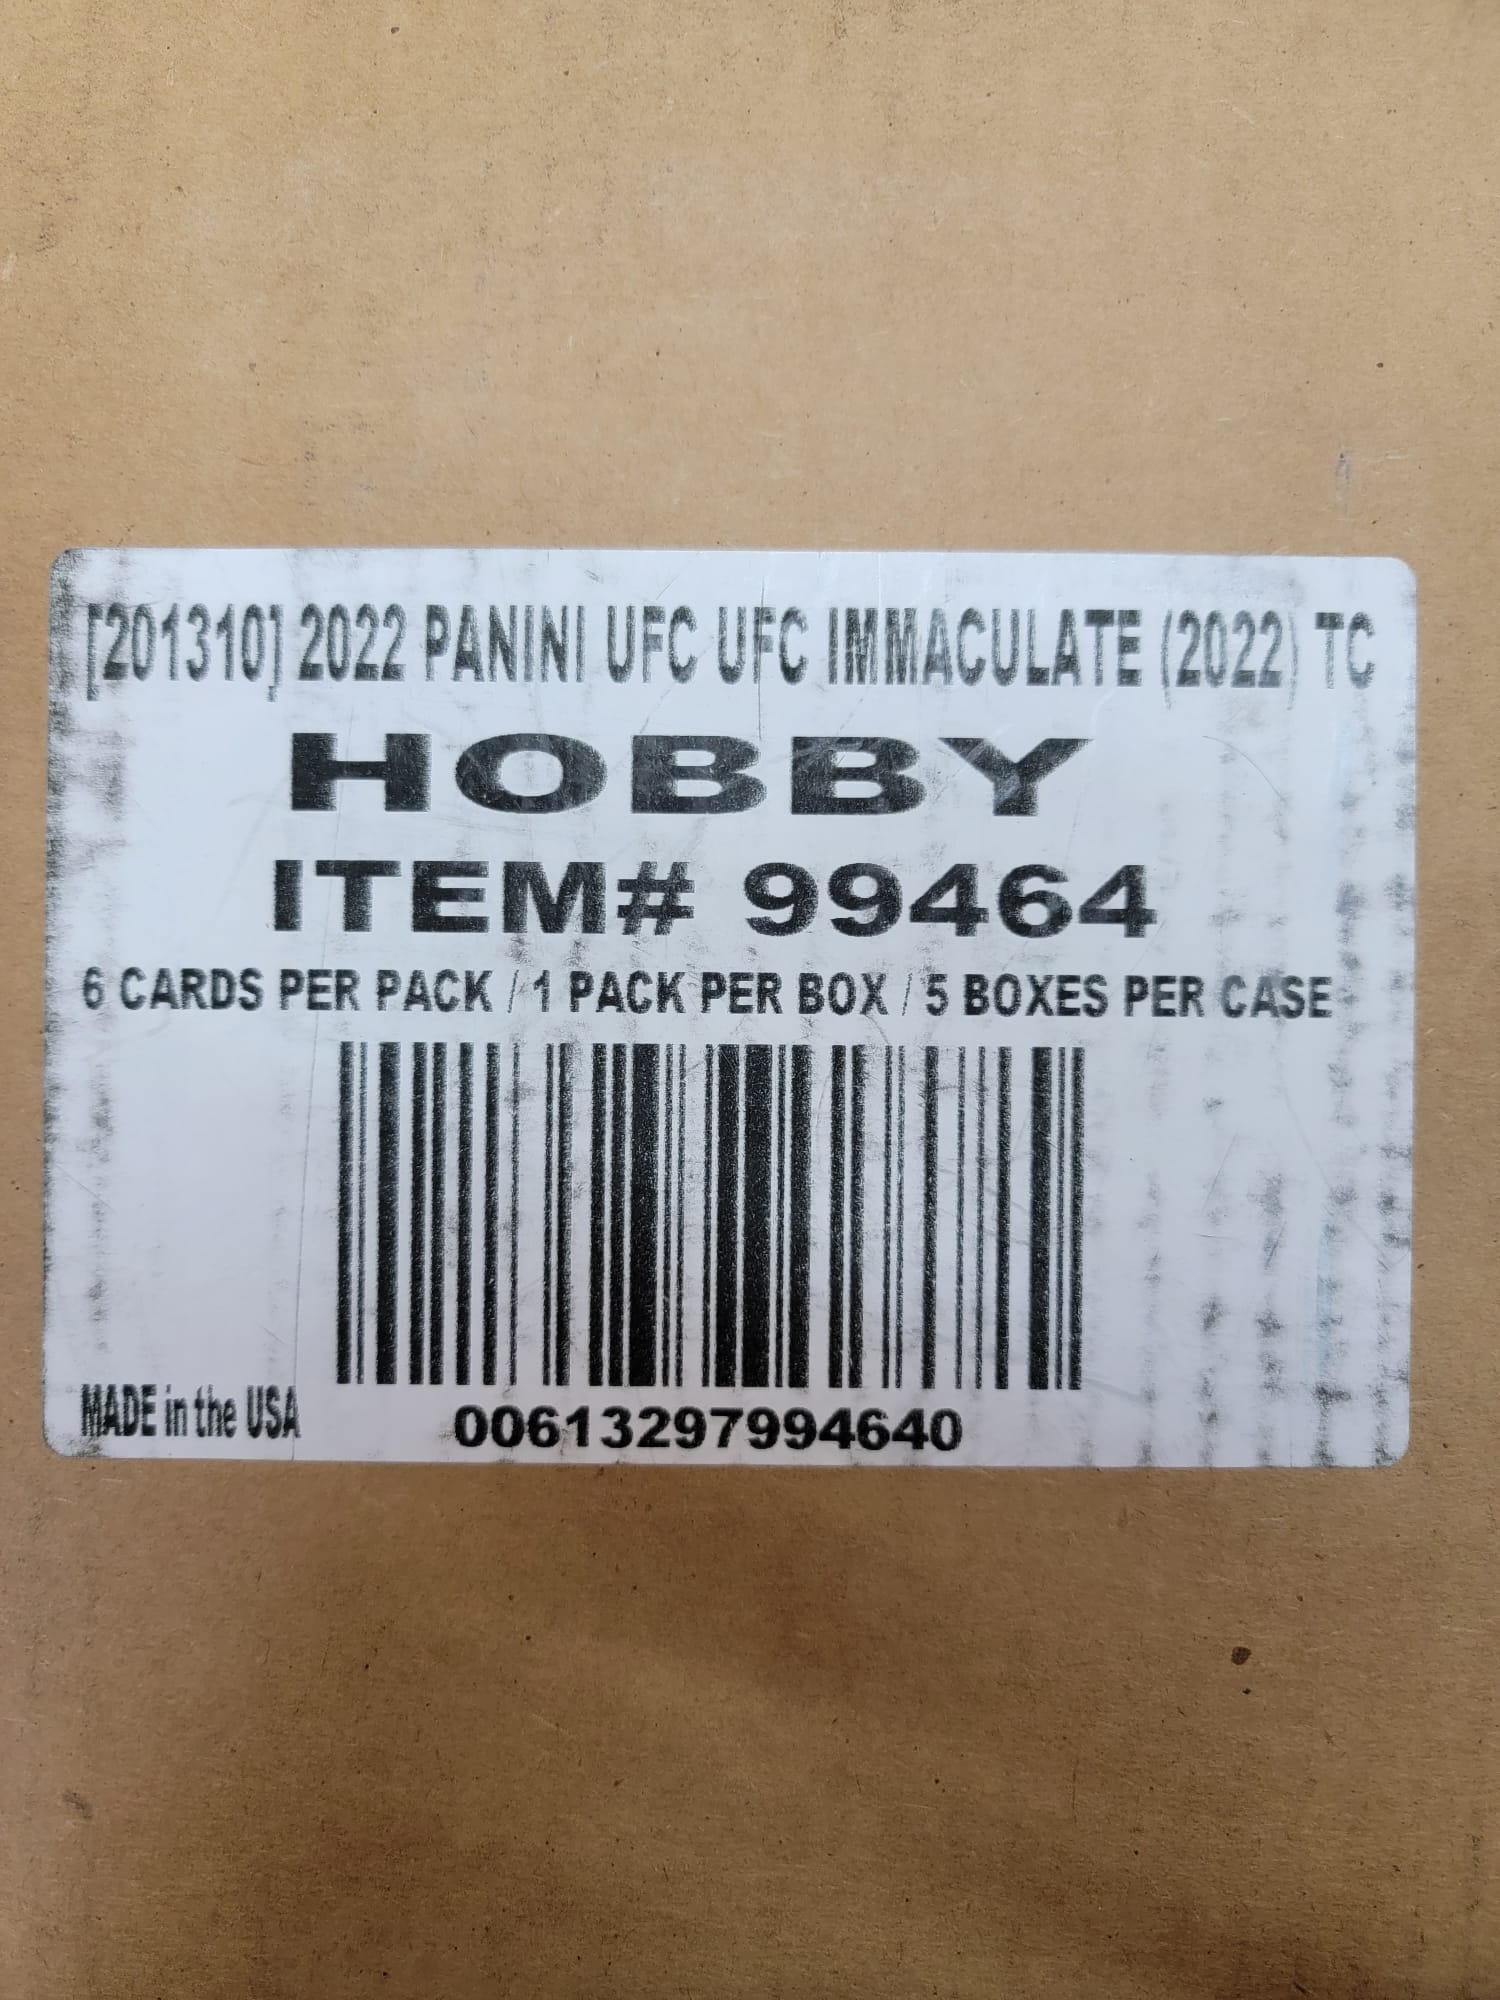 [201310] 2022 PANINI UFC UFC IMMACULATE (2022) TC
HOBBY
ITEM# 99464
6 CARDS PER PACK / 1 PACK PER BOX / 5 BOXES PER CASE
MADE in the USA
00613297994640